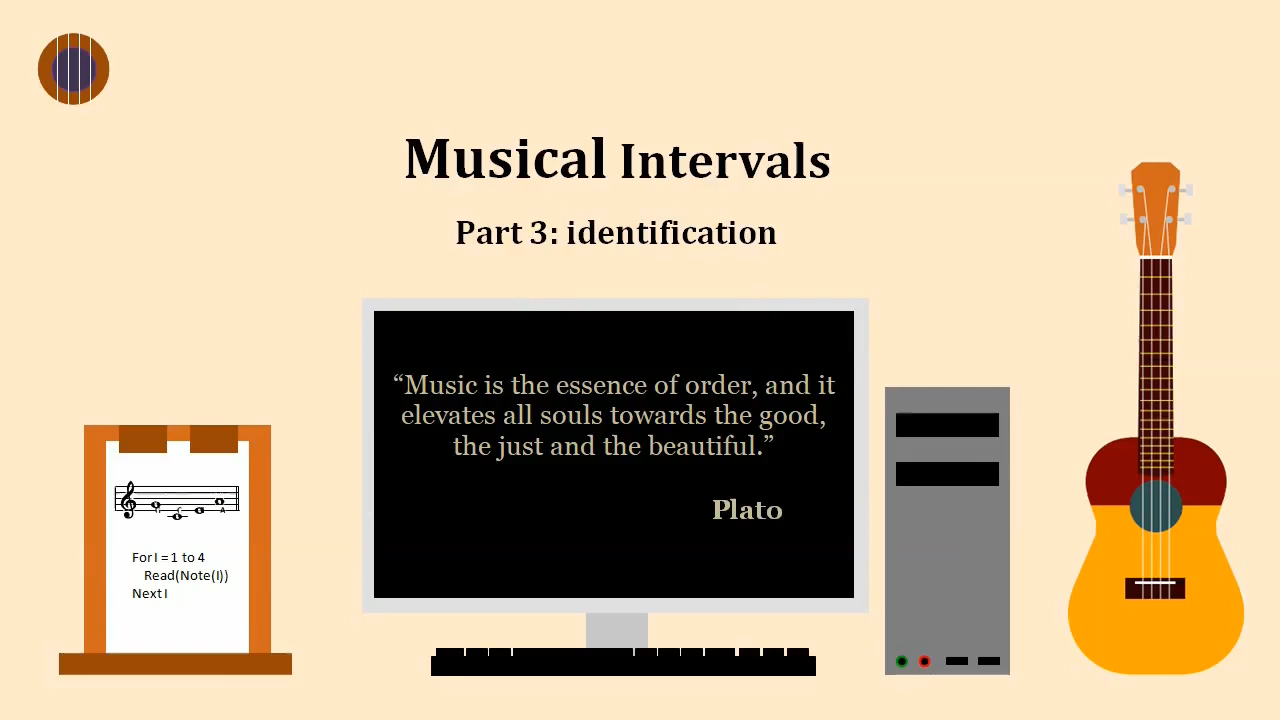 Musical Intervals
Part 3: identification
“Music is the essence of order, and it
elevates all souls towards the good,
the just and the beautiful.”
Plato
For I = 1 to 4
Read(Note(I))
Next I